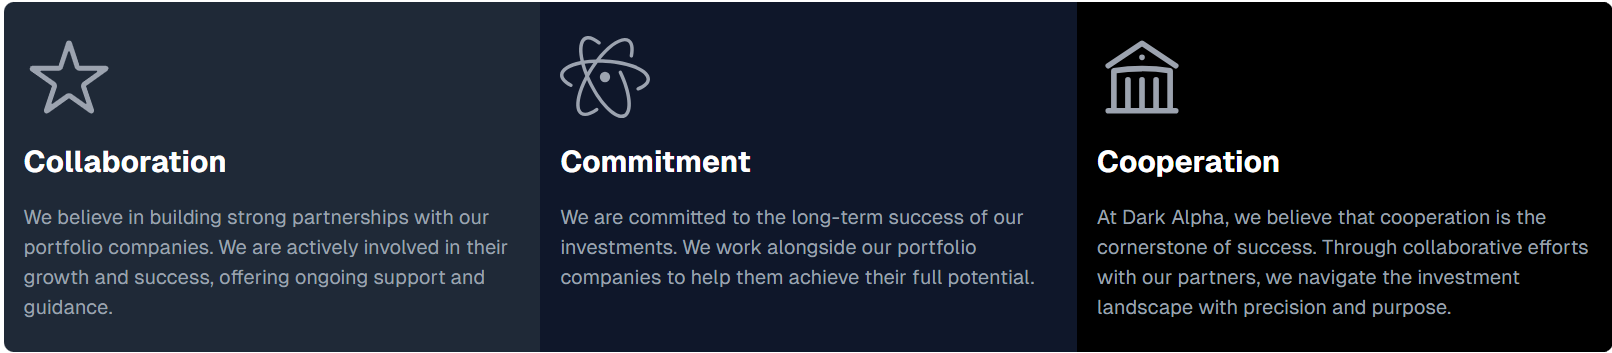 Collaboration
We believe in building strong partnerships with our
portfolio companies. We are actively involved in their
growth and success, offering ongoing support and
guidance.
Commitment
We are committed to the long-term success of our
investments. We work alongside our portfolio
companies to help them achieve their full potential.
Cooperation
At Dark Alpha, we believe that cooperation is the
cornerstone of success. Through collaborative efforts
with our partners, we navigate the investment
landscape with precision and purpose.